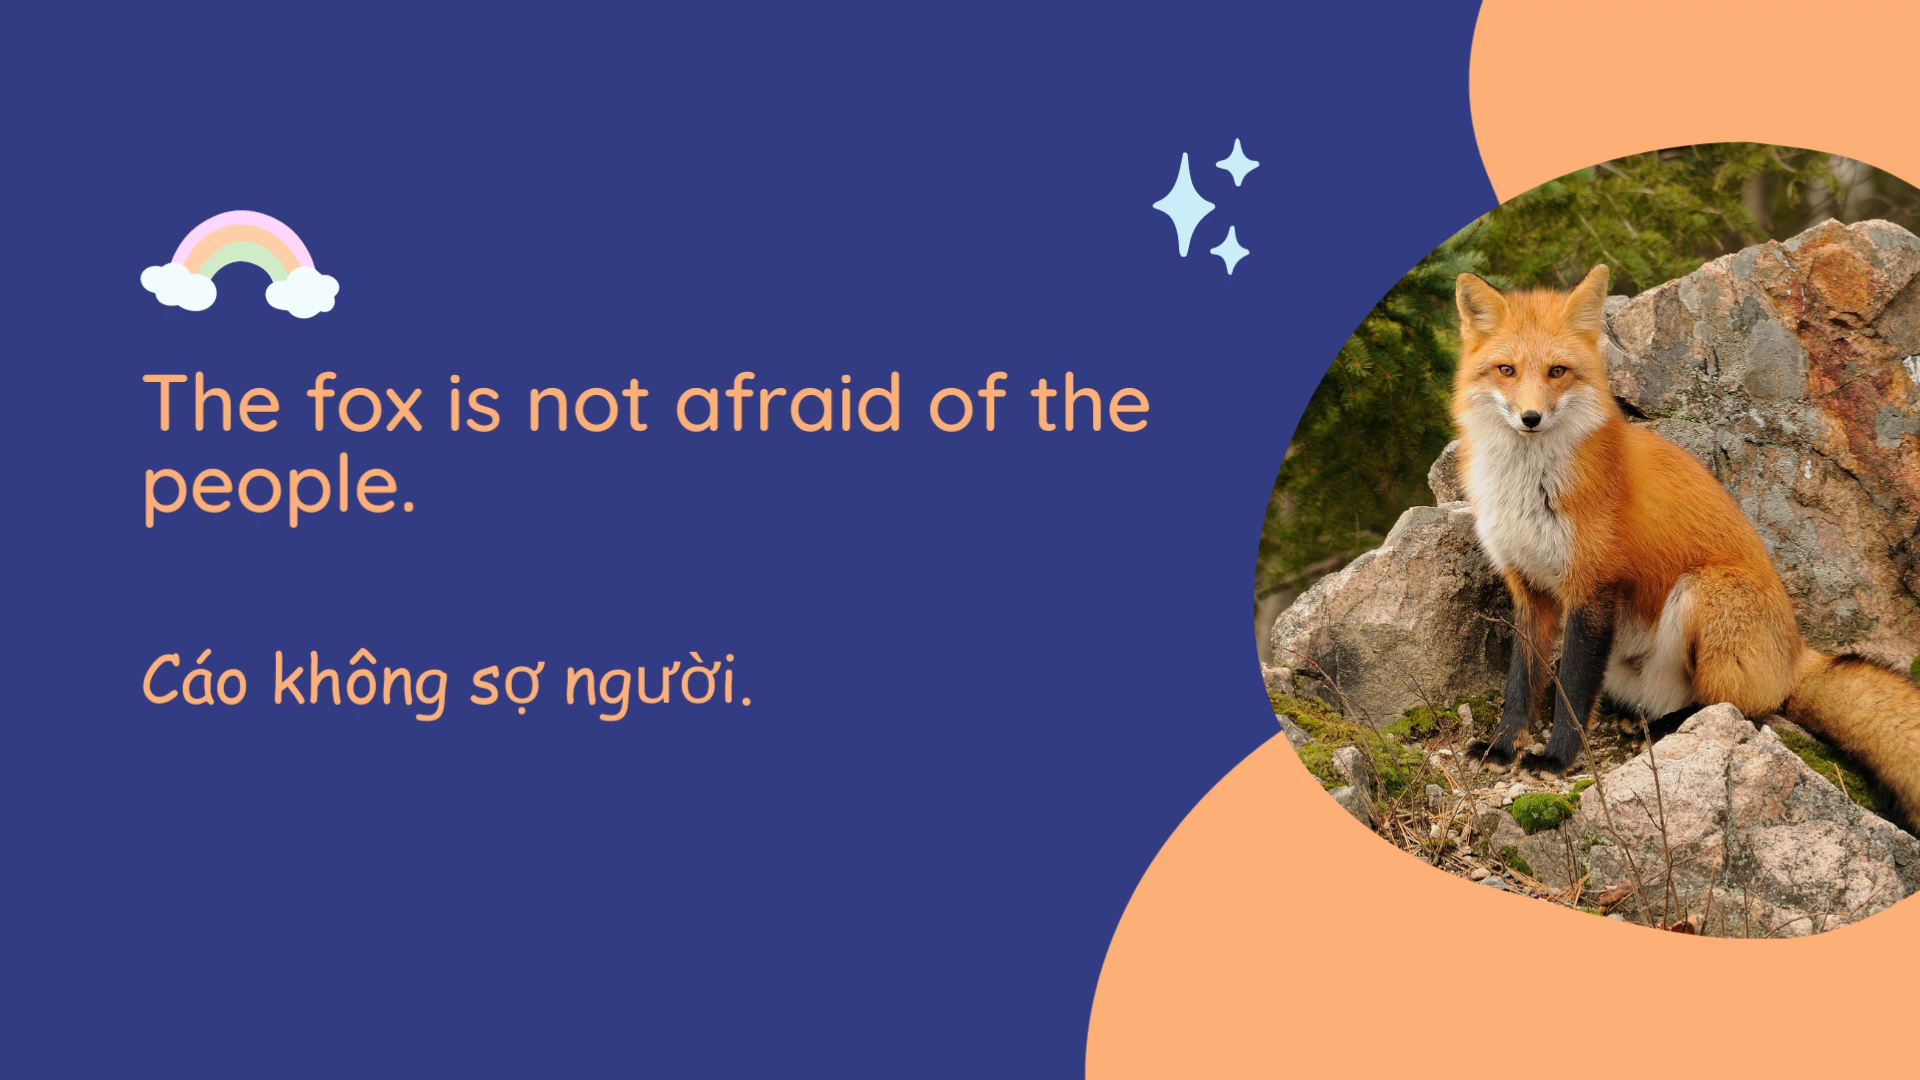 The fox is not afraid of the
people.
Cáo không sợ người.